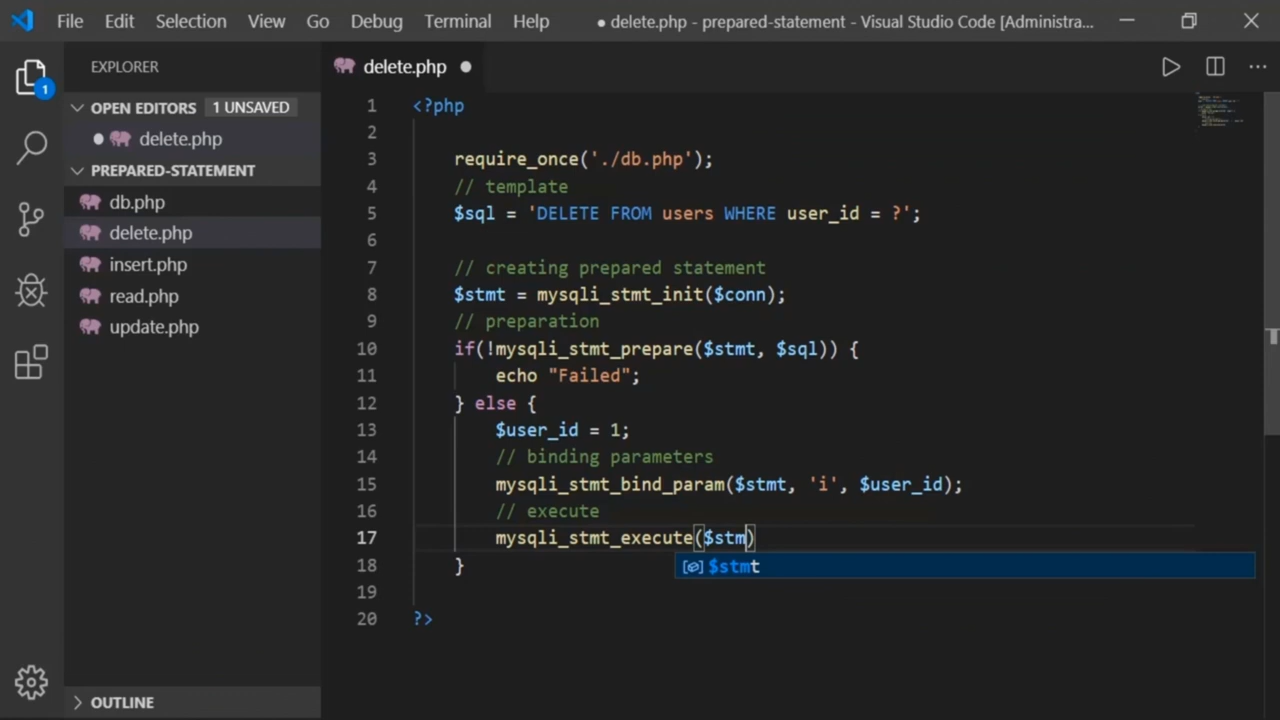 File Edit Selection View Go Debug Terminal Help ● delete.php - prepared-statement - Visual Studio Code [Administra...
EXPLORER
OPEN EDITORS 1 UNSAVED
delete.php
PREPARED-STATEMENT
db.php
delete.php
insert.php
read.php
update.php
OUTLINE
1
delete.php
1 <?php
2
3 require_once('./db.php');
4 // template
5 $sql = 'DELETE FROM users WHERE user_id = ?';
6
7 // creating prepared statement
8 $stmt = mysqli_stmt_init($conn);
9 // preparation
10 if(!mysqli_stmt_prepare($stmt, $sql)) {
11 echo "Failed";
12 } else {
13 $user_id = 1;
14 // binding parameters
15 mysqli_stmt_bind_param($stmt, 'i', $user_id);
16 // execute
17 mysqli_stmt_execute($stm)
$stmt
18 }
19
20 ?>